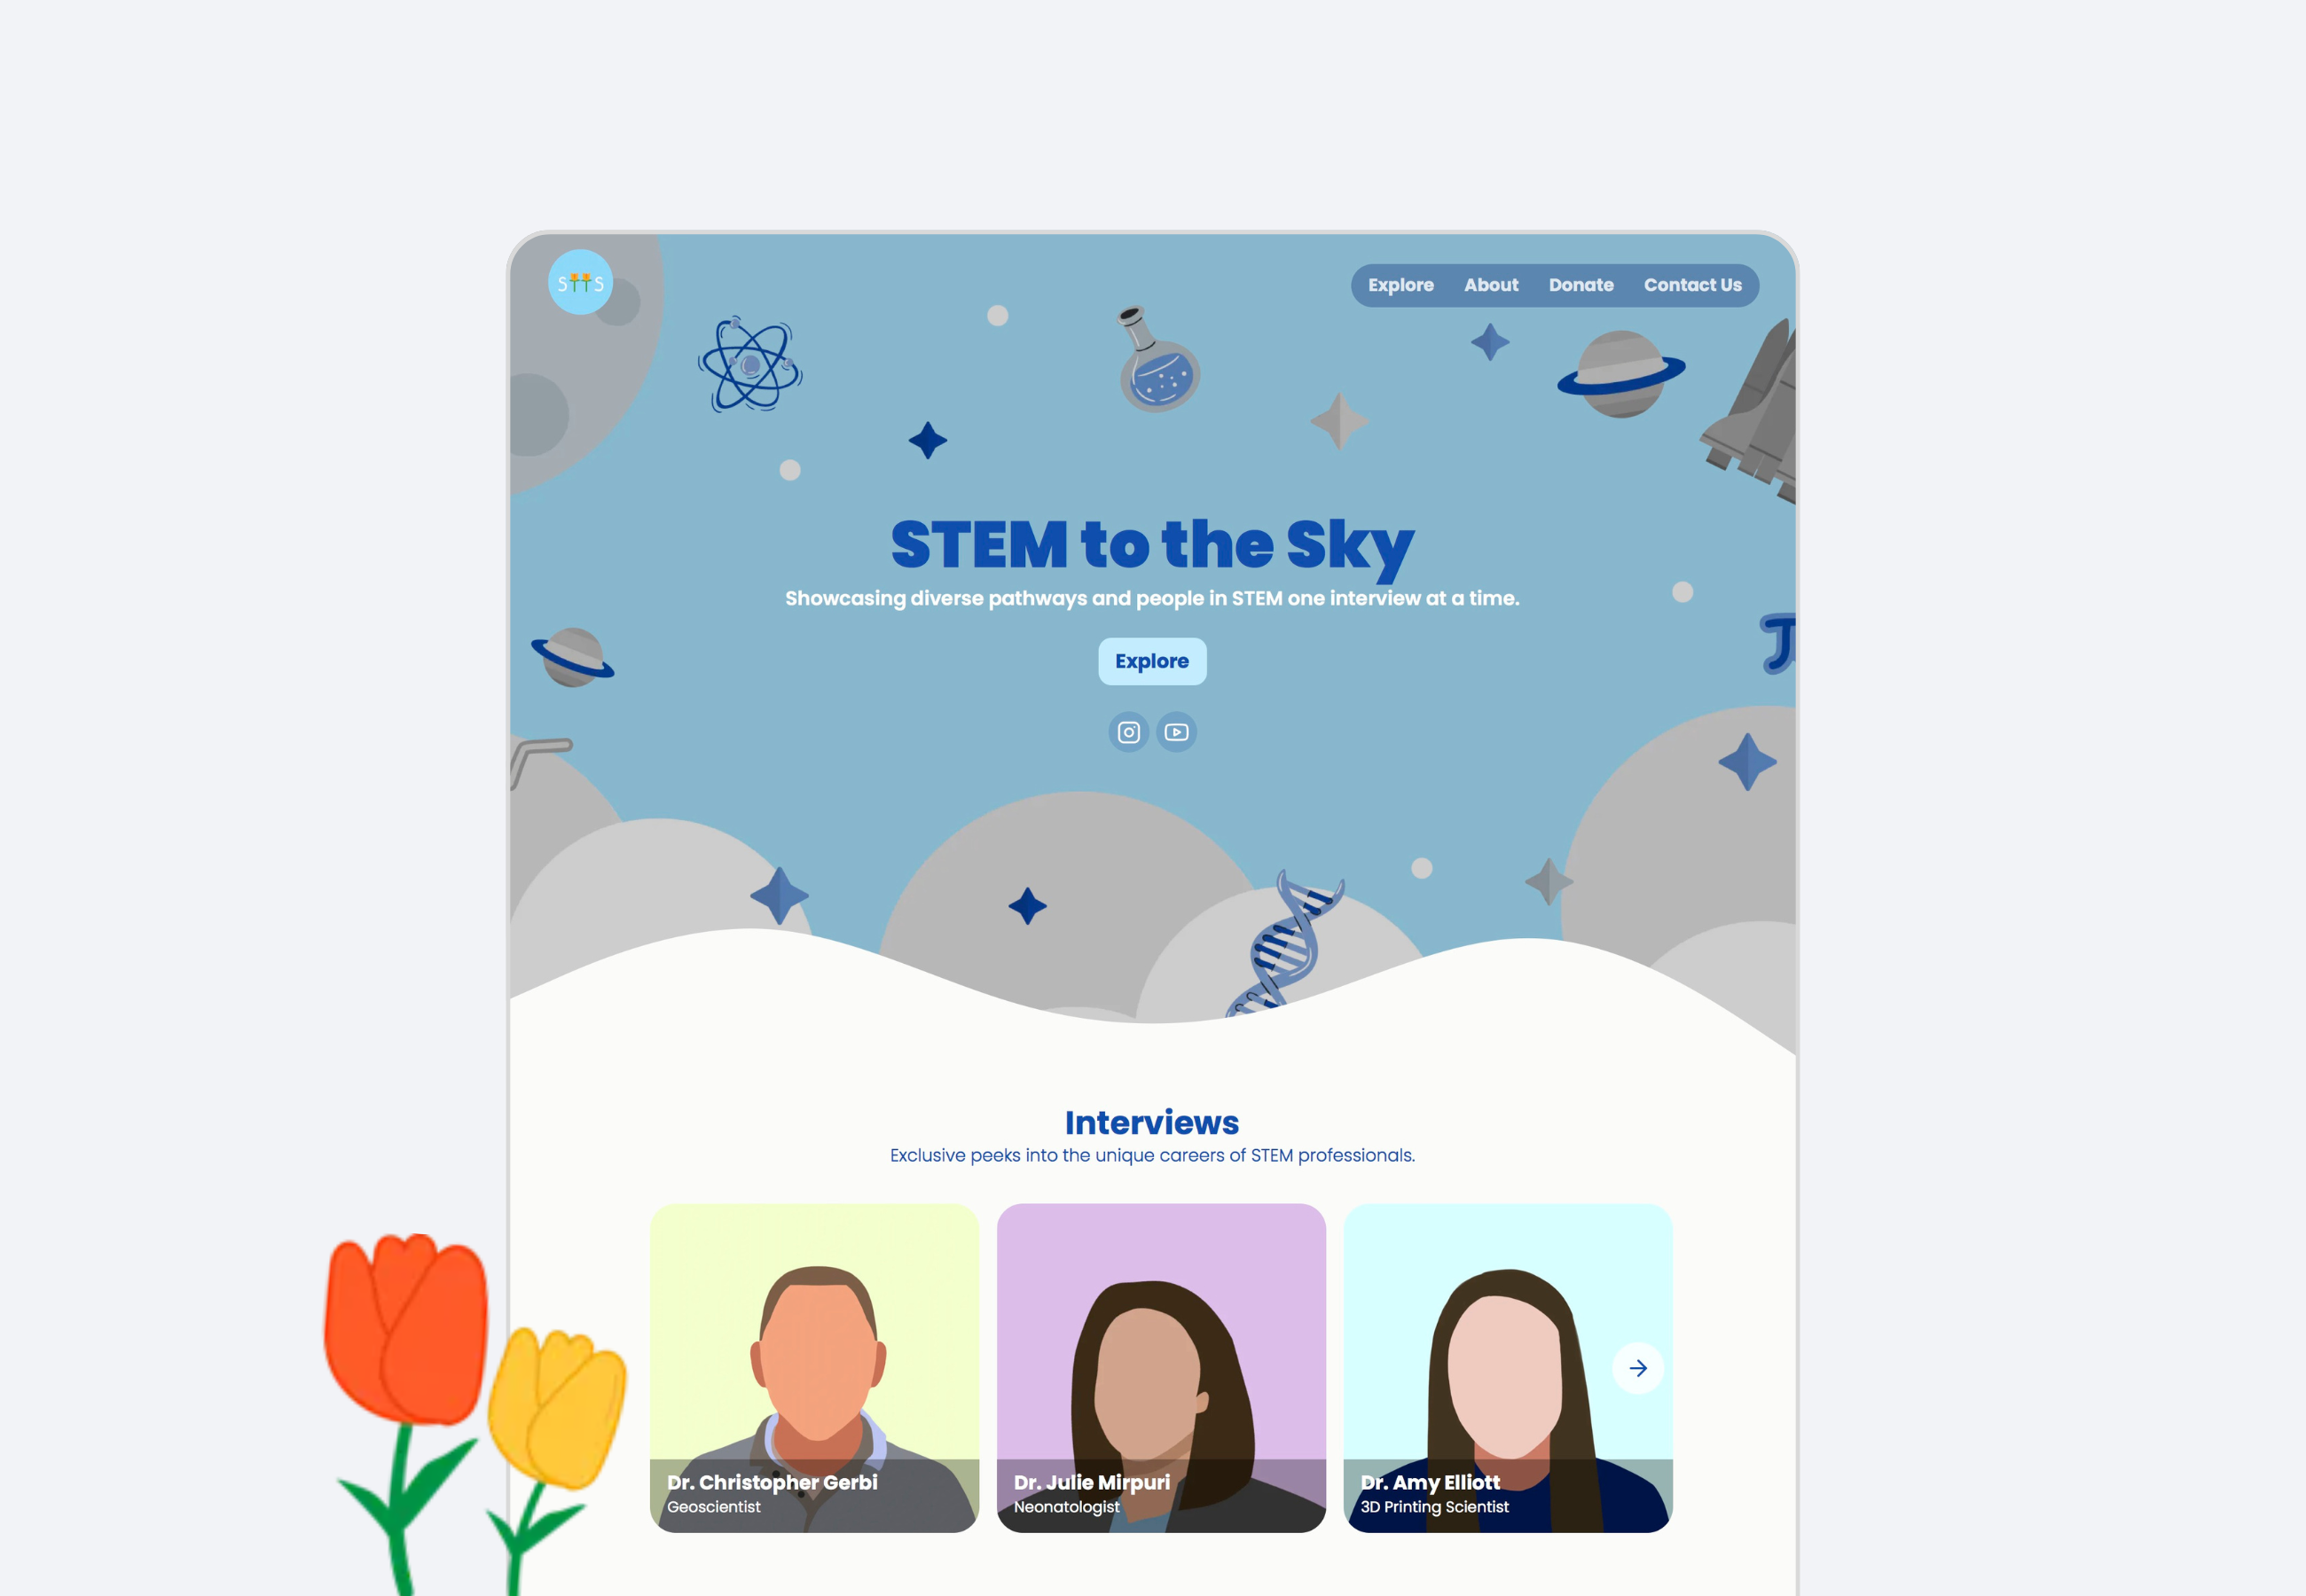 STTS
Explore About Donate Contact Us
STEM to the Sky
Showcasing diverse pathways and people in STEM one interview at a time.
Explore
Interviews
Exclusive peeks into the unique careers of STEM professionals.
Dr. Christopher Gerbi
Geoscientist
Dr. Julie Mirpuri
Neonatologist
Dr. Amy Elliott
3D Printing Scientist